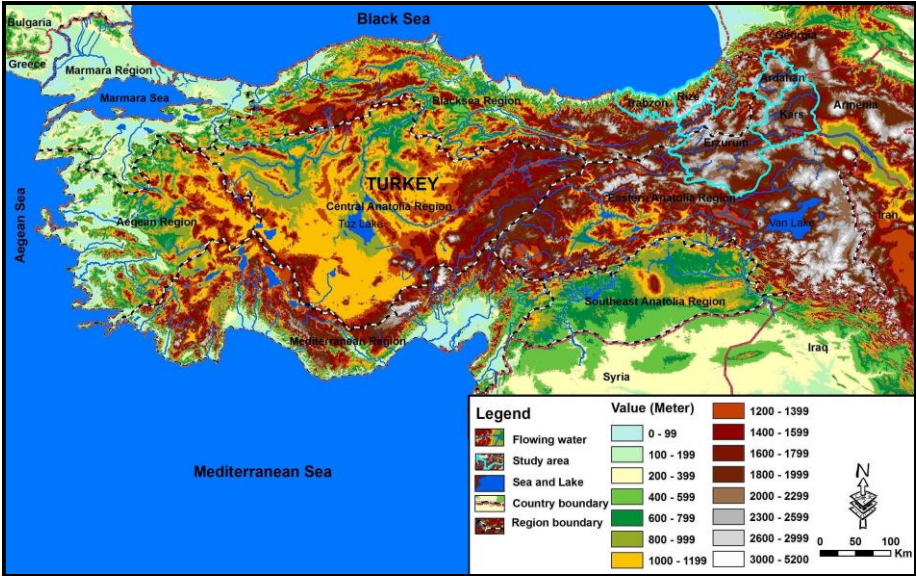 Black Sea
Bulgaria
Greece
Marmara Region
Marmara Sea
Georgia
Ardahan
Rize
Trabzon
Blacksea Region
Kars
Armenia
Erzurum
TURKEY
Central Anatolia Region
Tuz Lake
Eastern Anatolia Region
Van Lake
Iran
Aegean Sea
Aegean Region
Southeast Anatolia Region
Mediterranean Region
Iraq
Syria
Mediterranean Sea
Legend
Flowing water
Study area
Sea and Lake
Country boundary
Region boundary
Value (Meter)
0 - 99
100 - 199
200 - 399
400 - 599
600 - 799
800 - 999
1000 - 1199
1200 - 1399
1400 - 1599
1600 - 1799
1800 - 1999
2000 - 2299
2300 - 2599
2600 - 2999
3000 - 5200
N
0 50 100
Km